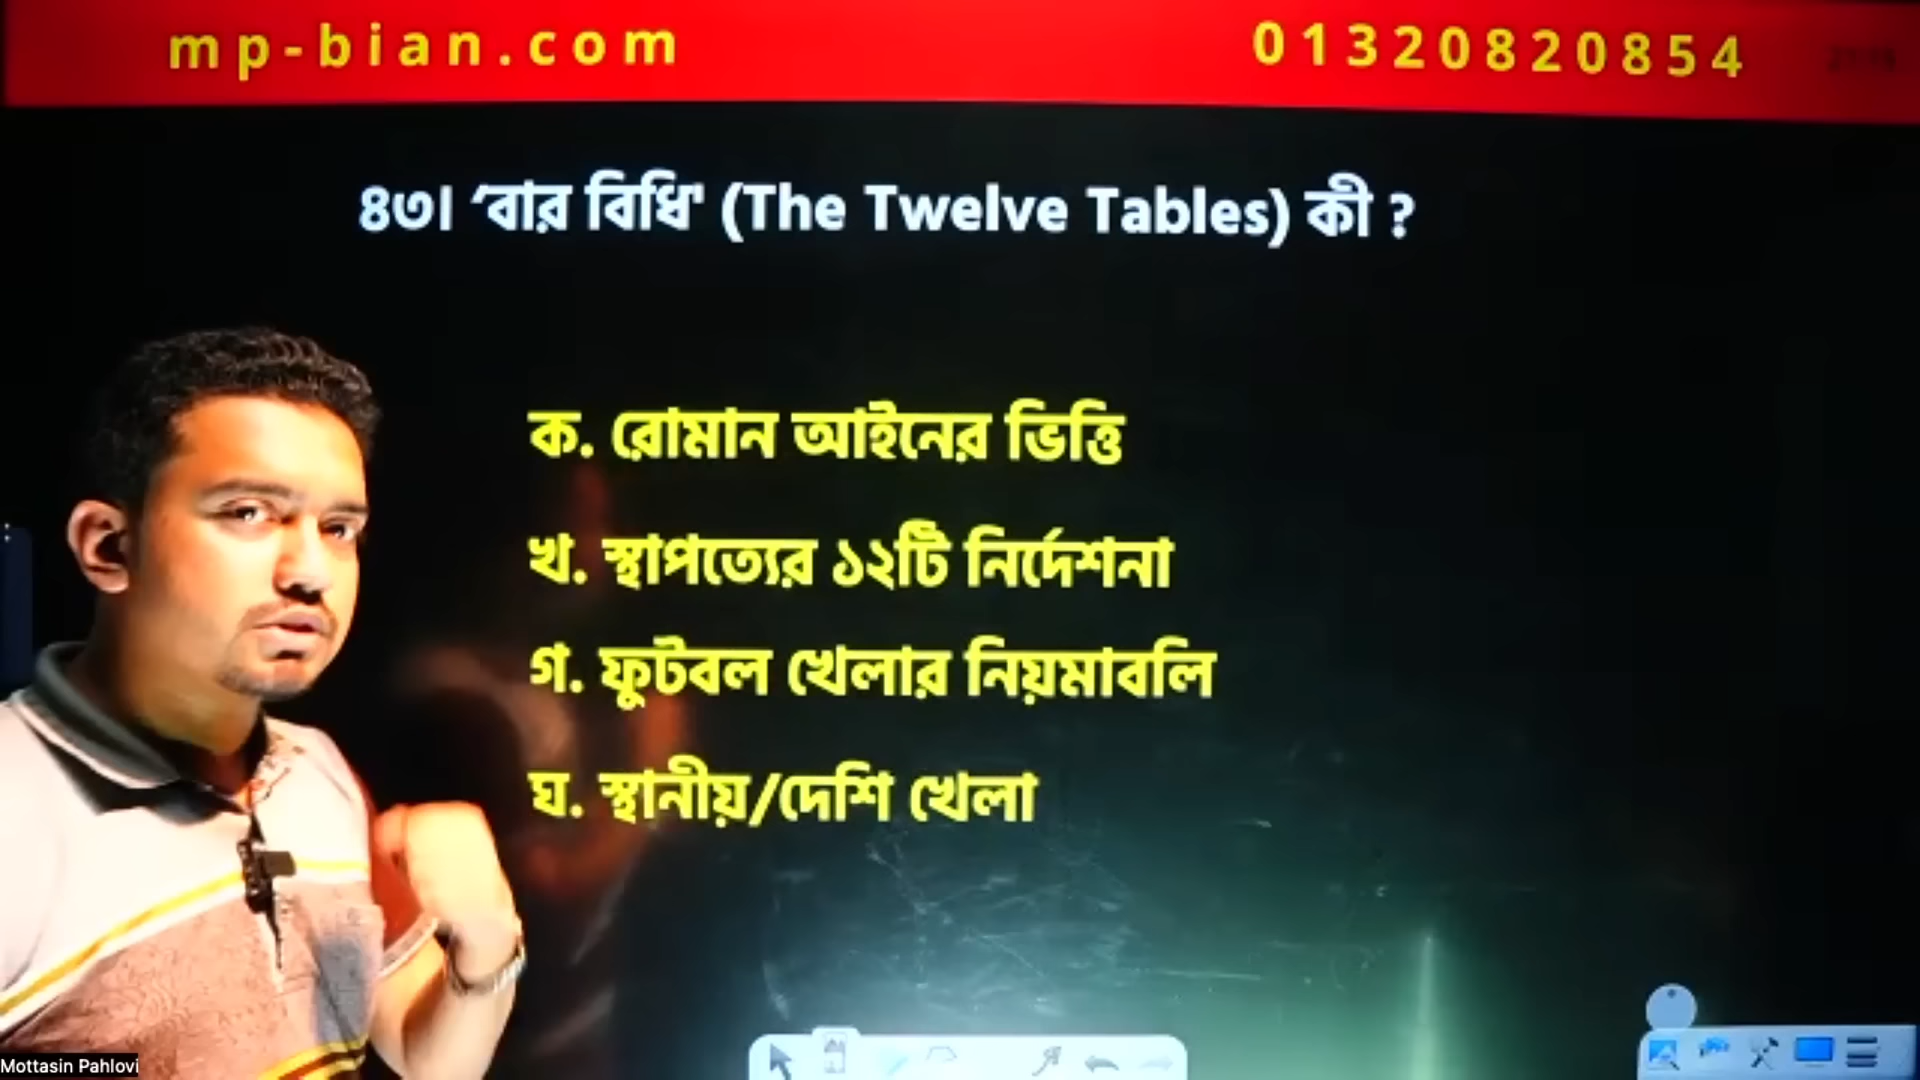 mp-bian.com 01320820854
৪৩। ‘বার বিধি' (The Twelve Tables) কী ?
ক. রোমান আইনের ভিত্তি
খ. স্থাপত্যের ১২টি নির্দেশনা
গ. ফুটবল খেলার নিয়মাবলি
ঘ. স্থানীয়/দেশি খেলা
Mottasin Pahlovi